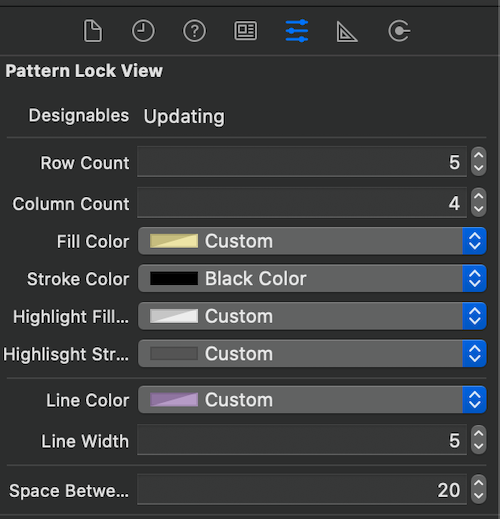 Pattern Lock View
Designables Updating
Row Count 5
Column Count 4
Fill Color Custom
Stroke Color Black Color
Highlight Fill... Custom
Highlisght Str... Custom
Line Color Custom
Line Width 5
Space Betwe... 20